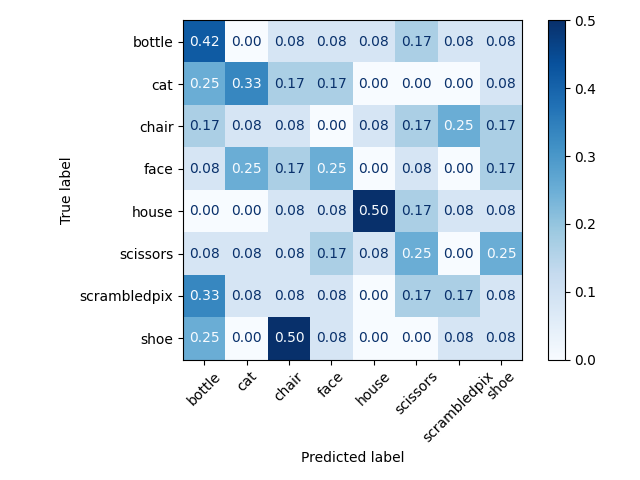 bottle 0.42 0.00 0.08 0.08 0.08 0.17 0.08 0.08
cat 0.25 0.33 0.17 0.17 0.00 0.00 0.00 0.08
chair 0.17 0.08 0.08 0.00 0.08 0.17 0.25 0.17
face 0.08 0.25 0.17 0.25 0.00 0.08 0.00 0.17
house 0.00 0.00 0.08 0.08 0.50 0.17 0.08 0.08
scissors 0.08 0.08 0.08 0.17 0.08 0.25 0.00 0.25
scrambledpix 0.33 0.08 0.08 0.08 0.00 0.17 0.17 0.08
shoe 0.25 0.00 0.50 0.08 0.00 0.00 0.08 0.08
bottle cat chair face house scissors scrambledpix shoe
Predicted label
True label
0.5
0.4
0.3
0.2
0.1
0.0